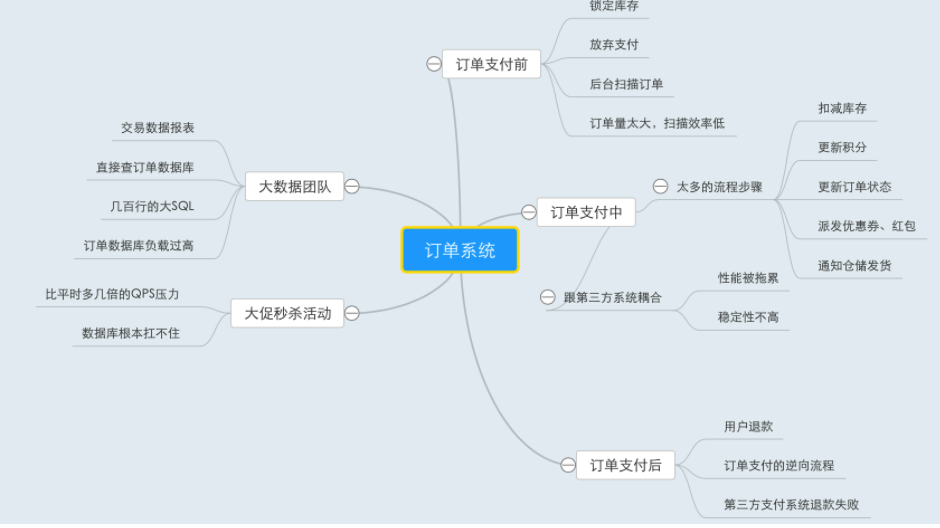 订单系统
订单支付前
锁定库存
放弃支付
后台扫描订单
订单量太大，扫描效率低
订单支付中
太多的流程步骤
扣减库存
更新积分
更新订单状态
派发优惠券、红包
通知仓储发货
跟第三方系统耦合
性能被拖累
稳定性不高
订单支付后
用户退款
订单支付的逆向流程
第三方支付系统退款失败
大数据团队
交易数据报表
直接查订单数据库
几百行的大SQL
订单数据库负载过高
大促秒杀活动
比平时多几倍的QPS压力
数据库根本扛不住